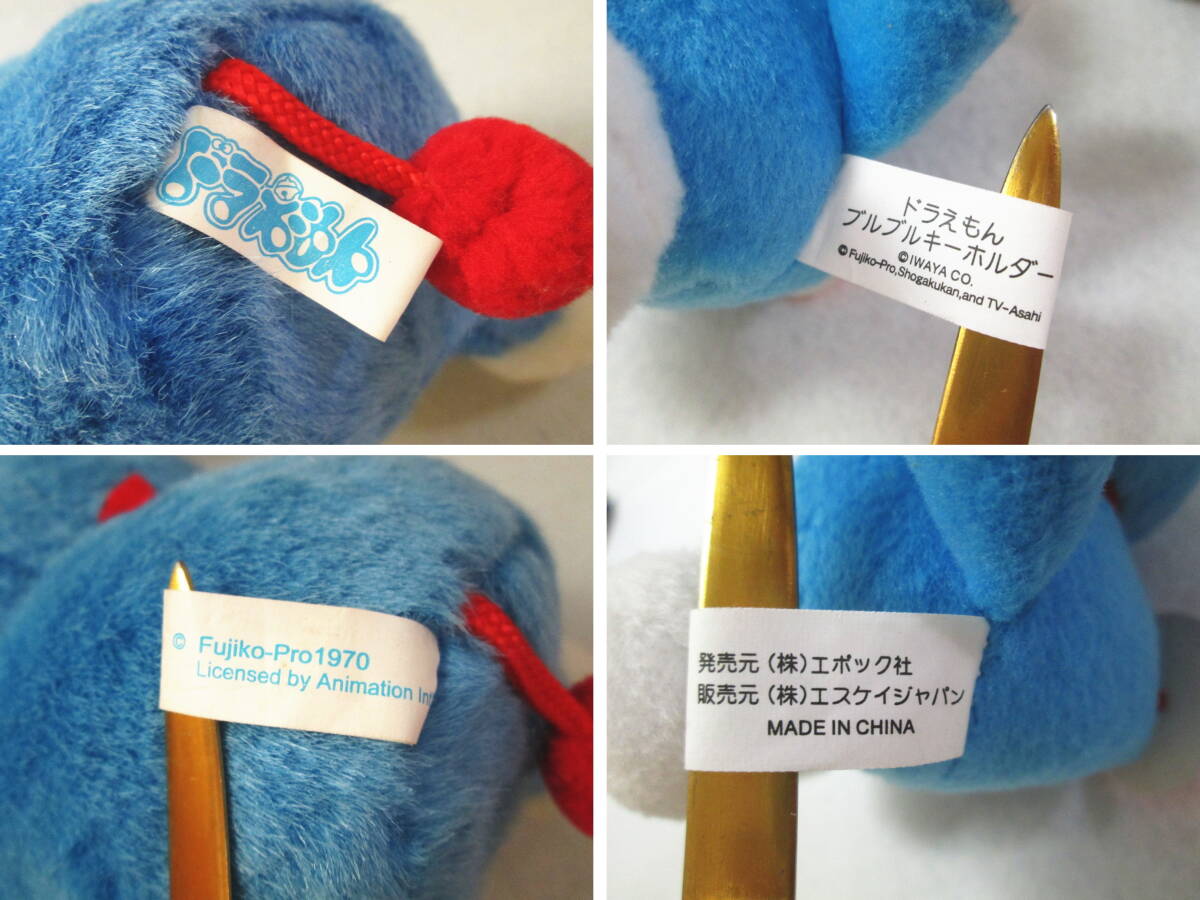 ドラえもん
ドラえもん
ブルブルキーホルダー
©IWAYA CO.
©Fujiko-Pro,Shogakukan,and TV-Asahi
© Fujiko-Pro1970
Licensed by Animation
発売元（株）エポック社
販売元（株）エスケイジャパン
MADE IN CHINA